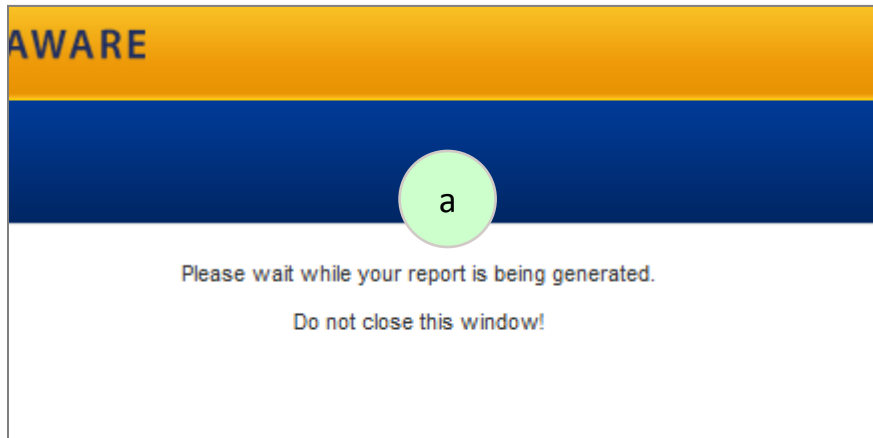 AWARE
a
Please wait while your report is being generated.
Do not close this window!